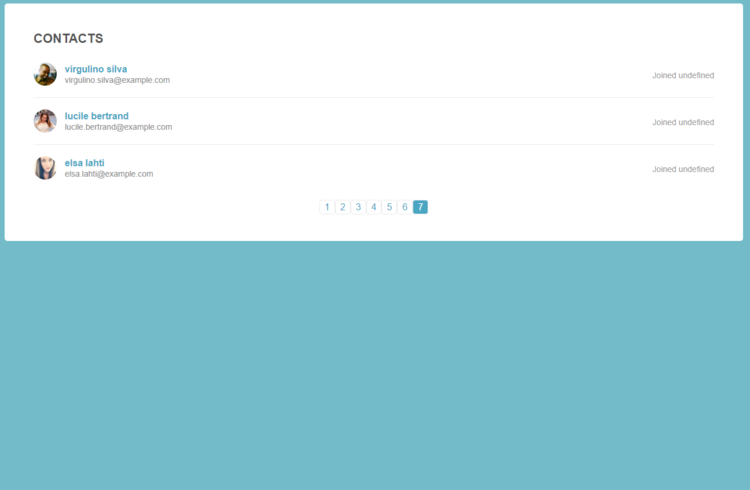 CONTACTS
virgulino silva
virgulino.silva@example.com
Joined undefined
lucile bertrand
lucile.bertrand@example.com
Joined undefined
elsa lahti
elsa.lahti@example.com
Joined undefined
1 2 3 4 5 6 7